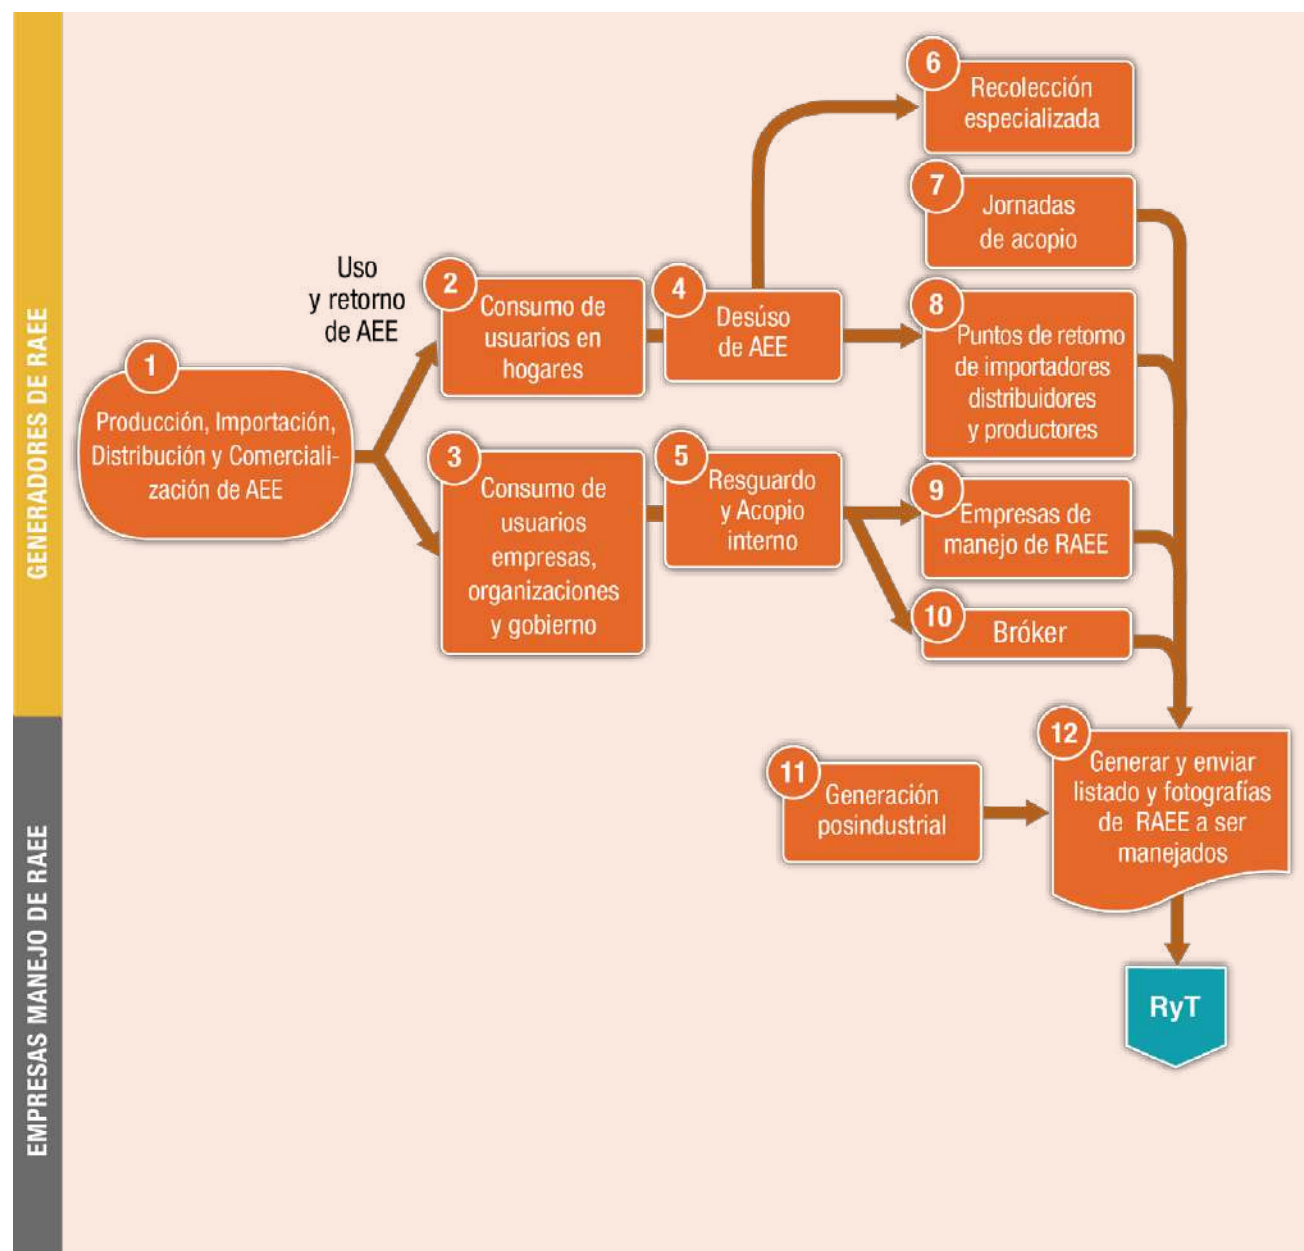 GENERADORES DE RAEE
EMPRESAS MANEJO DE RAEE
1
Producción, Importación,
Distribución y Comerciali-
zación de AEE
Uso
y retorno
de AEE
2
Consumo de
usuarios en
hogares
3
Consumo de
usuarios
empresas,
organizaciones
y gobierno
4
Desúso
de AEE
5
Resguardo
y Acopio
interno
6
Recolección
especializada
7
Jornadas
de acopio
8
Puntos de retorno
de importadores
distribuidores
y productores
9
Empresas de
manejo de RAEE
10
Bróker
11
Generación
posindustrial
12
Generar y enviar
listado y fotografías
de RAEE a ser
manejados
RyT